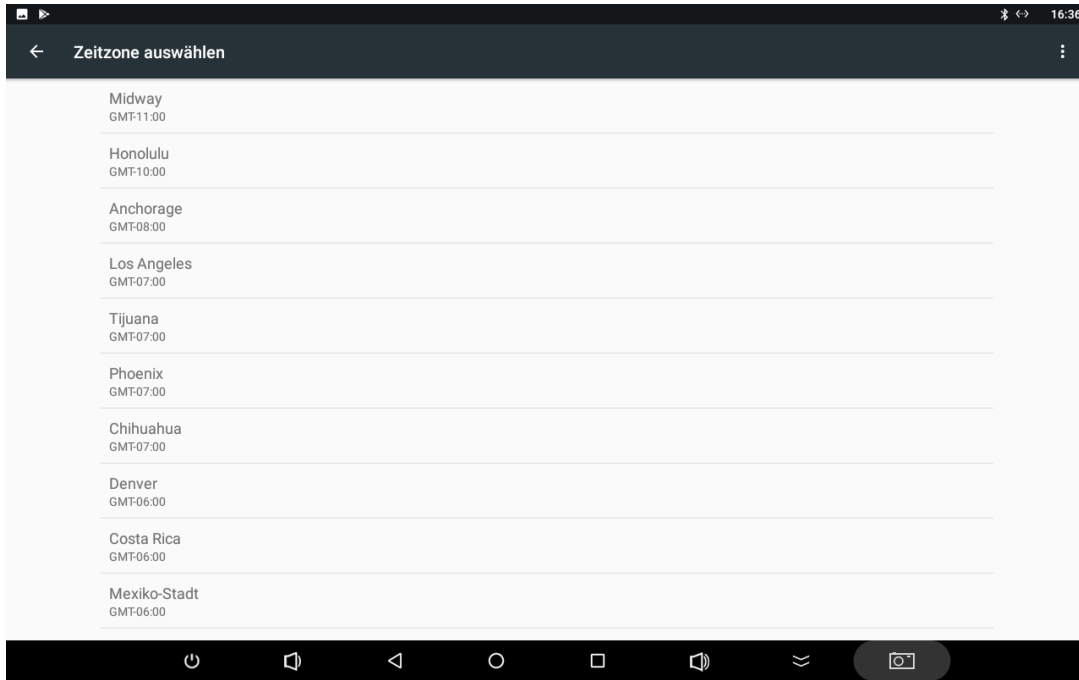 16:36
Zeitzone auswählen
Midway
GMT-11:00
Honolulu
GMT-10:00
Anchorage
GMT-08:00
Los Angeles
GMT-07:00
Tijuana
GMT-07:00
Phoenix
GMT-07:00
Chihuahua
GMT-07:00
Denver
GMT-06:00
Costa Rica
GMT-06:00
Mexiko-Stadt
GMT-06:00